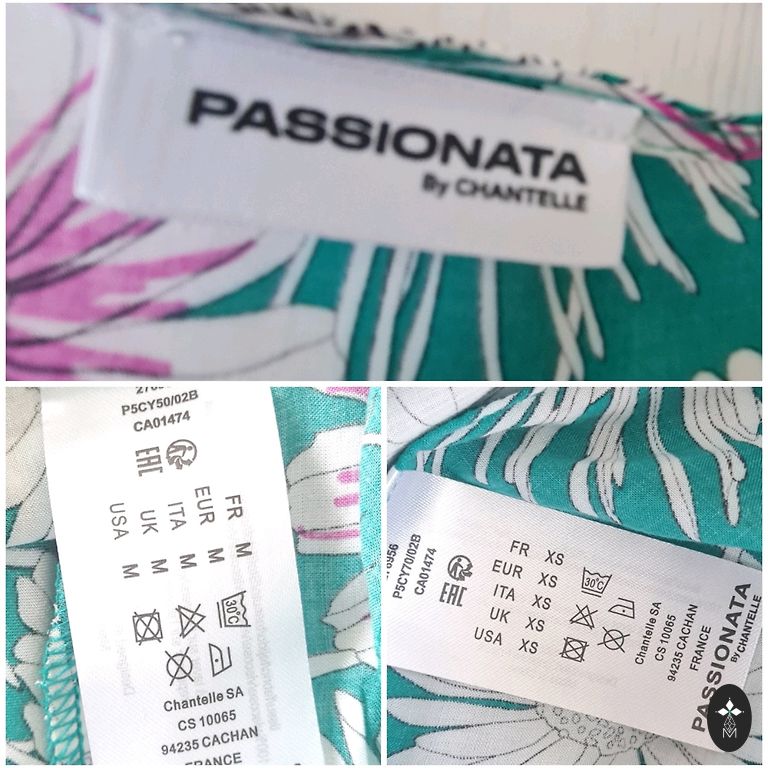 PASSIONATA
By CHANTELLE
P5CY50/02B
CA01474
EAC
FR M
EUR M
ITA M
UK M
USA M
30°C
Chantelle SA
CS 10065
94235 CACHAN
FRANCE
P5CY70/02B
CA01474
EAC
FR XS
EUR XS
ITA XS
UK XS
USA XS
30°C
Chantelle SA
CS 10065
94235 CACHAN
FRANCE
PASSIONATA
By CHANTELLE